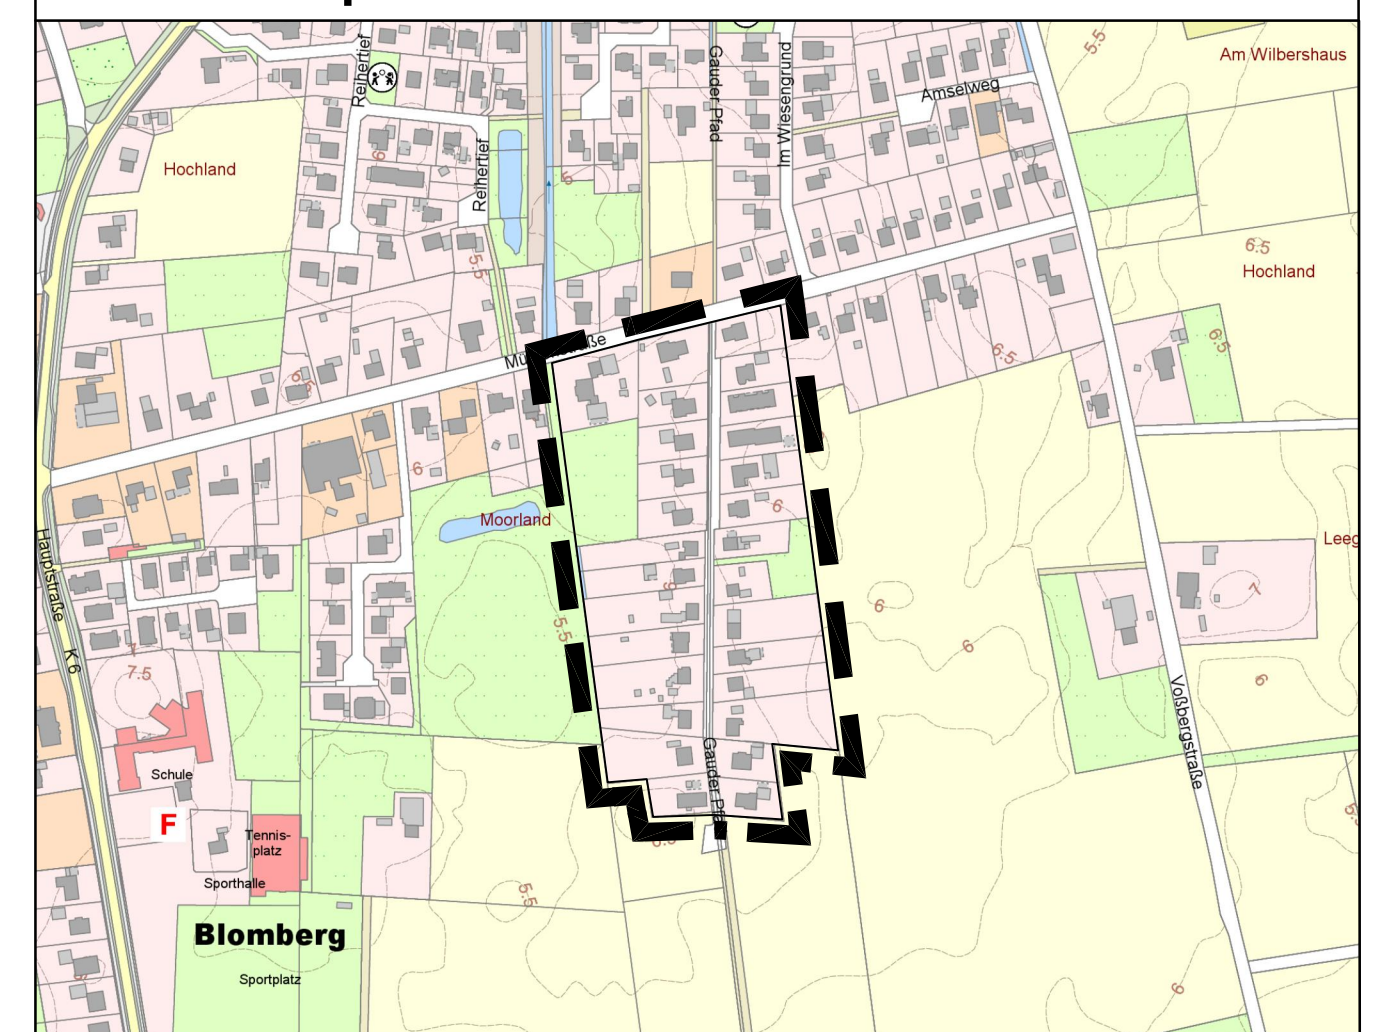 5.5
Am Wilbershaus
Reihertief
Gauder Pfad
Im Wiesengrund
Amselweg
Hochland
6
Reihertief
5
6.5
5.5
Hochland
6.5
6.5
6
Moorland
6
Leeg
Hauptstraße
7
6
6
5.5
6
K 6
7.5
6
Voßbergstraße
Gauder Pfad
Schule
F
Tennis-
platz
Sporthalle
5.5
Blomberg
Sportplatz
6